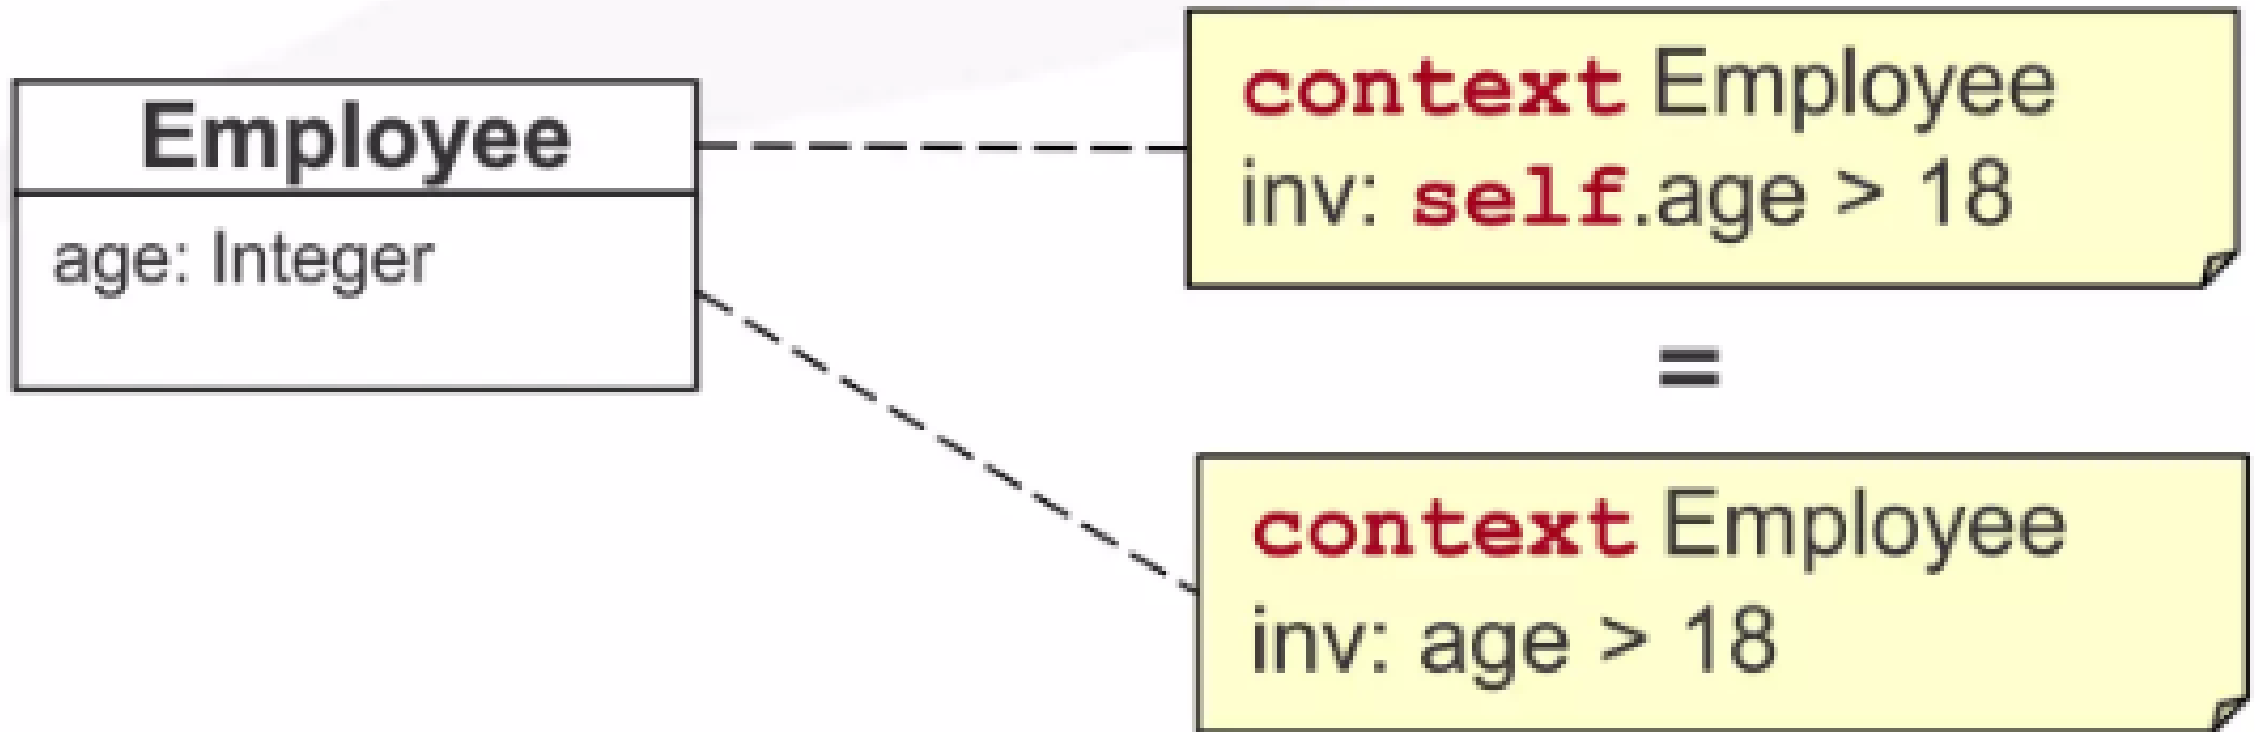 Employee
age: Integer
context Employee
inv: self.age > 18
=
context Employee
inv: age > 18